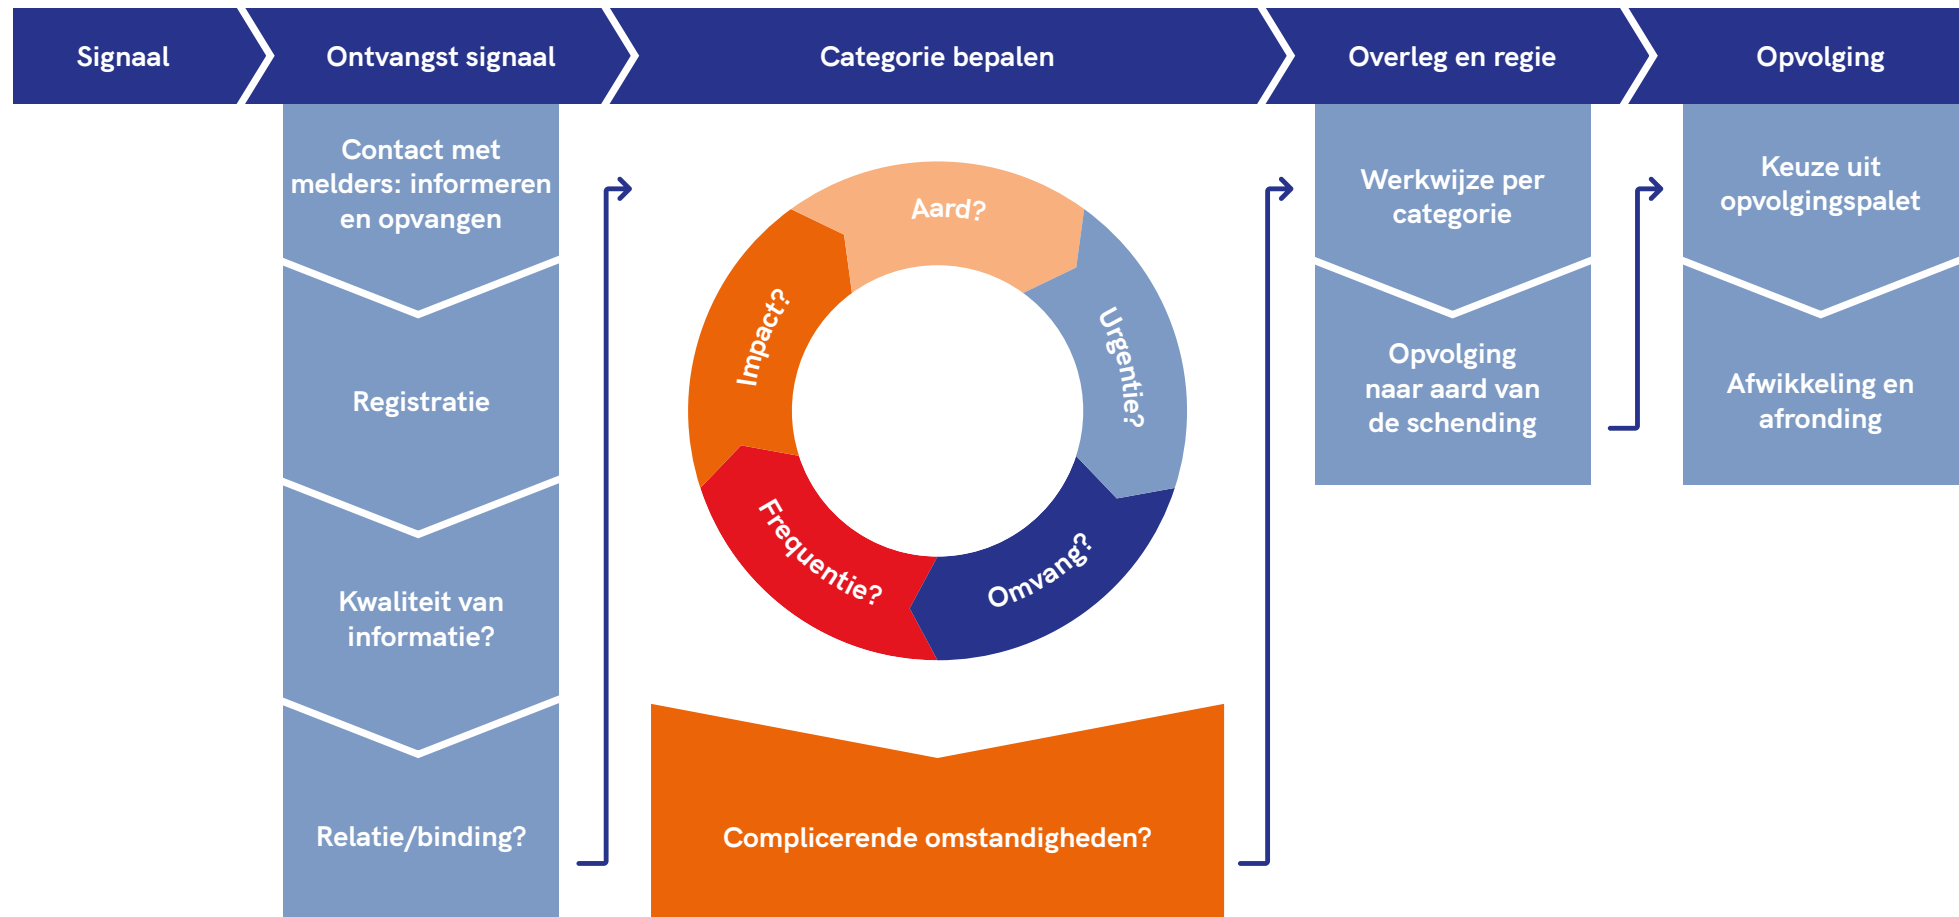 Signaal
Ontvangst signaal
Categorie bepalen
Overleg en regie
Opvolging
Contact met
melders: informeren
en opvangen
Registratie
Kwaliteit van
informatie?
Relatie/binding?
Aard?
Urgentie?
Omvang?
Frequentie?
Impact?
Complicerende omstandigheden?
Werkwijze per
categorie
Opvolging
naar aard van
de schending
Keuze uit
opvolgingspalet
Afwikkeling en
afronding